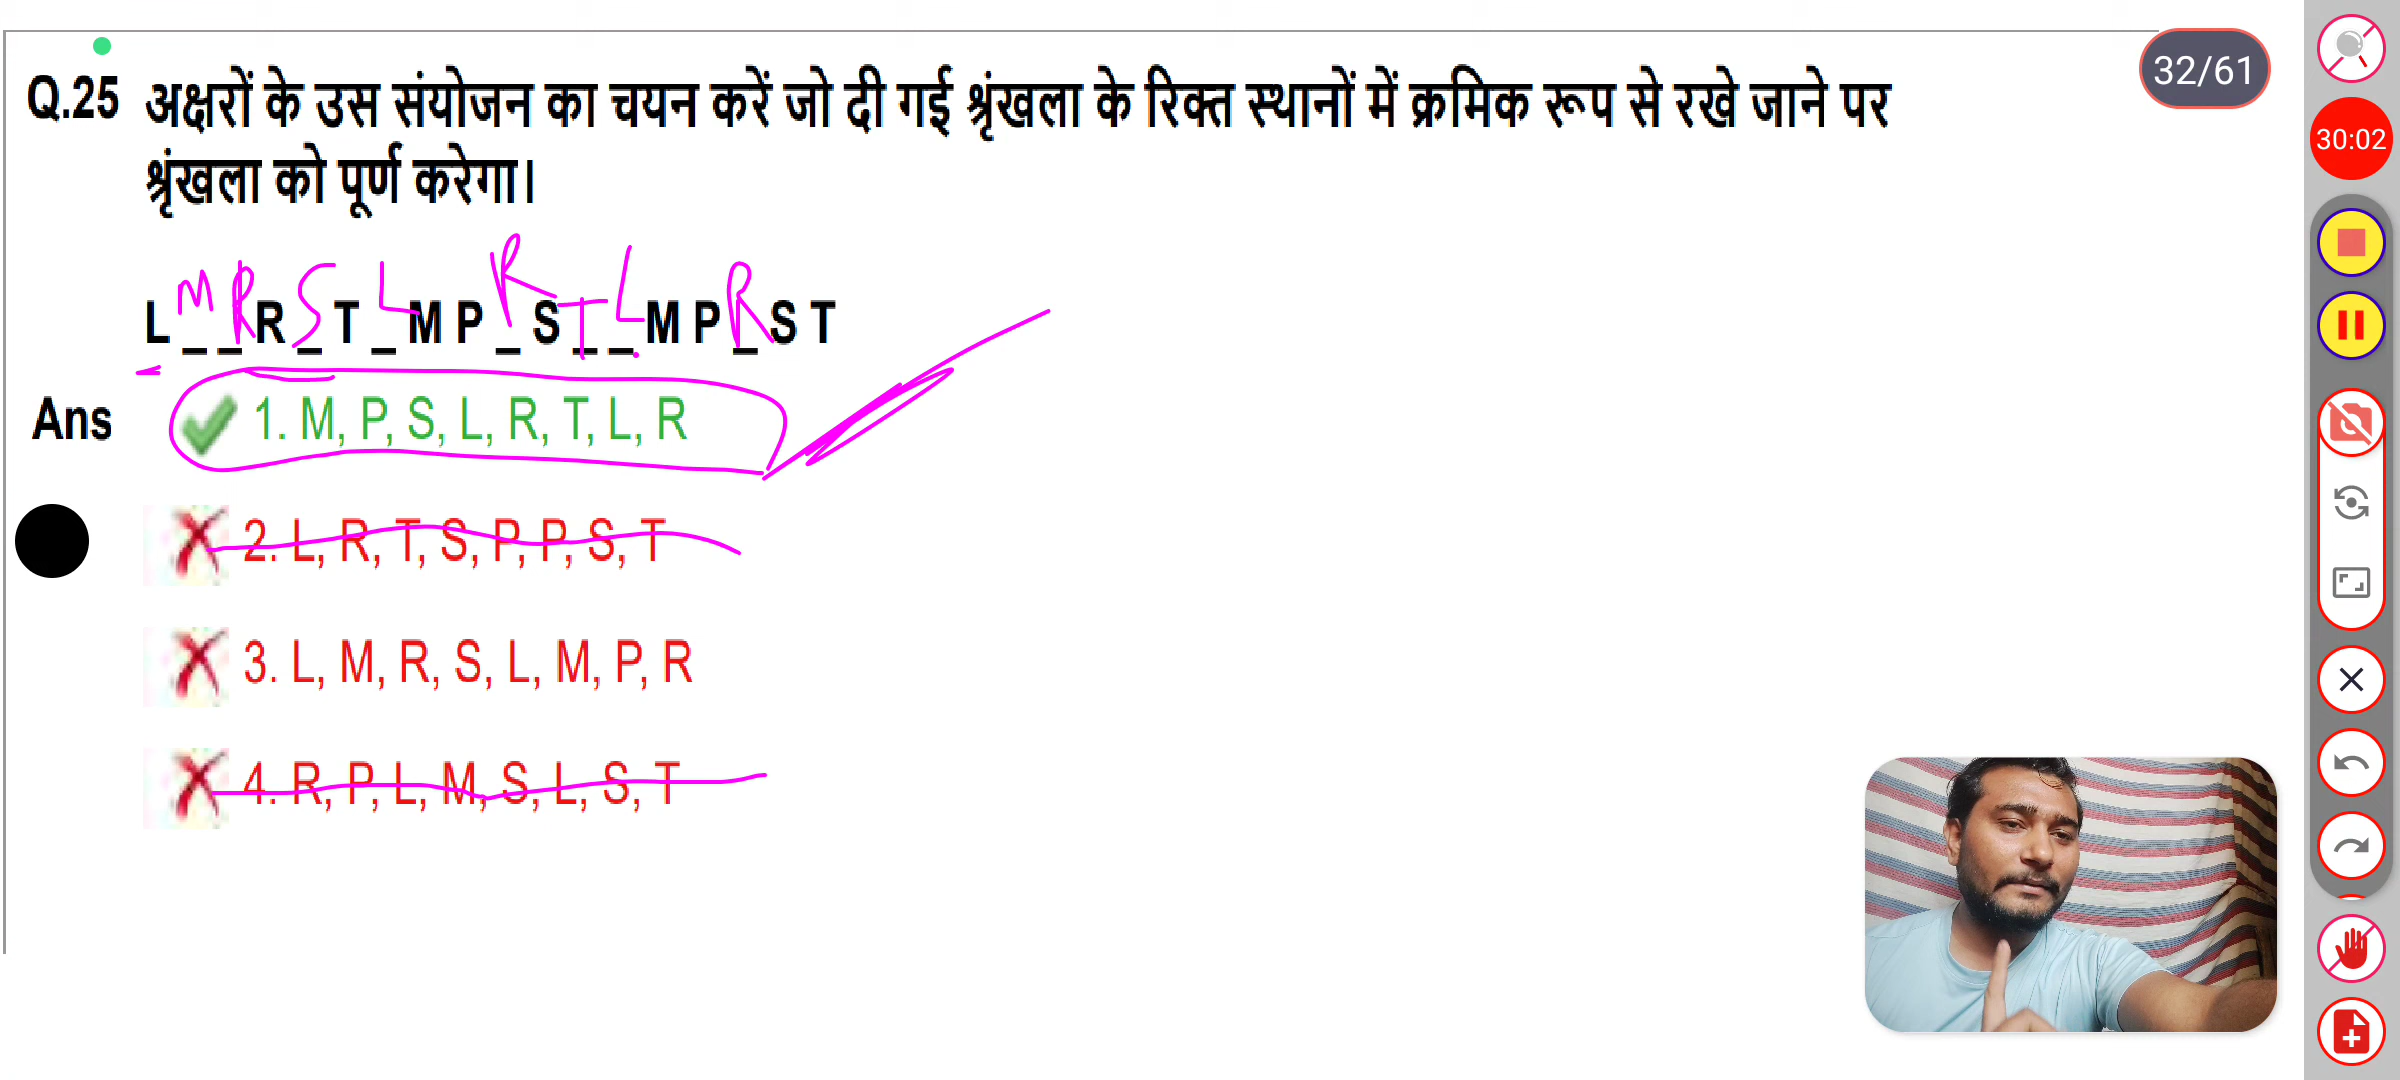 32/61
30:02
Q.25 अक्षरों के उस संयोजन का चयन करें जो दी गई श्रृंखला के रिक्त स्थानों में क्रमिक रूप से रखे जाने पर
श्रृंखला को पूर्ण करेगा।
M R S L R T L R
L _ _ R _ T _ M P _ S _ _ M P _ S T
Ans 1. M, P, S, L, R, T, L, R
2. L, R, T, S, P, P, S, T
3. L, M, R, S, L, M, P, R
4. R, P, L, M, S, L, S, T